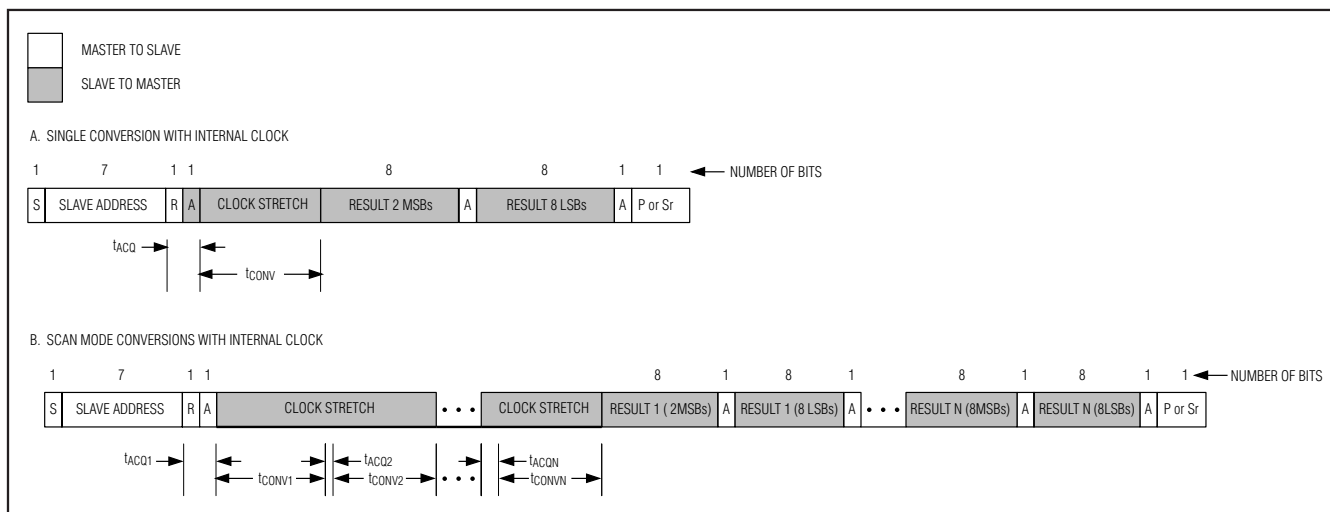 MASTER TO SLAVE
SLAVE TO MASTER
A. SINGLE CONVERSION WITH INTERNAL CLOCK
1 7 1 1 8 8 1 1 NUMBER OF BITS
S SLAVE ADDRESS R A CLOCK STRETCH RESULT 2 MSBs A RESULT 8 LSBs A P or Sr
tACQ
tCONV
B. SCAN MODE CONVERSIONS WITH INTERNAL CLOCK
1 7 1 1 8 1 8 1 8 1 8 1 1 NUMBER OF BITS
S SLAVE ADDRESS R A CLOCK STRETCH • • • CLOCK STRETCH RESULT 1 ( 2MSBs) A RESULT 1 (8 LSBs) A • • • RESULT N (8MSBs) A RESULT N (8LSBs) A P or Sr
tACQ1 tACQ2 tACQN
tCONV1 tCONV2 • • • tCONVN